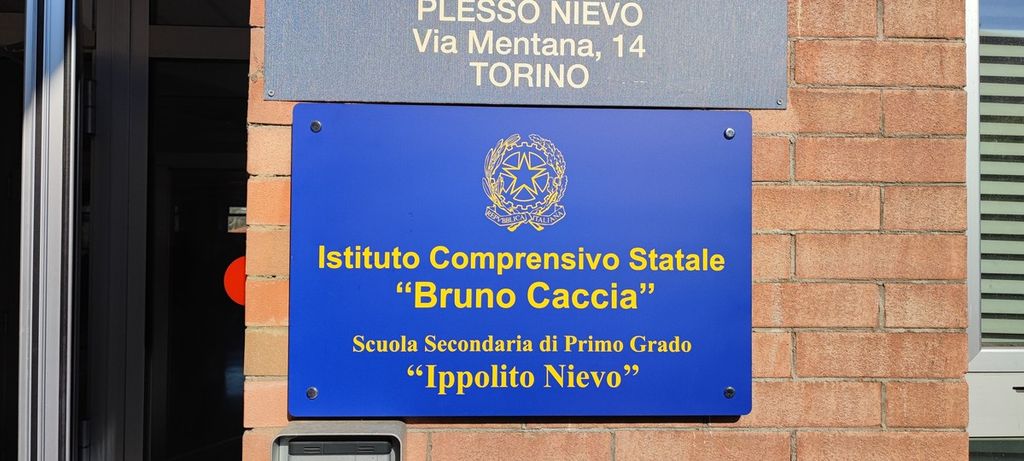 PLESSO NIEVO
Via Mentana, 14
TORINO
REPVBBLICA ITALIANA
Istituto Comprensivo Statale
“Bruno Caccia”
Scuola Secondaria di Primo Grado
“Ippolito Nievo”